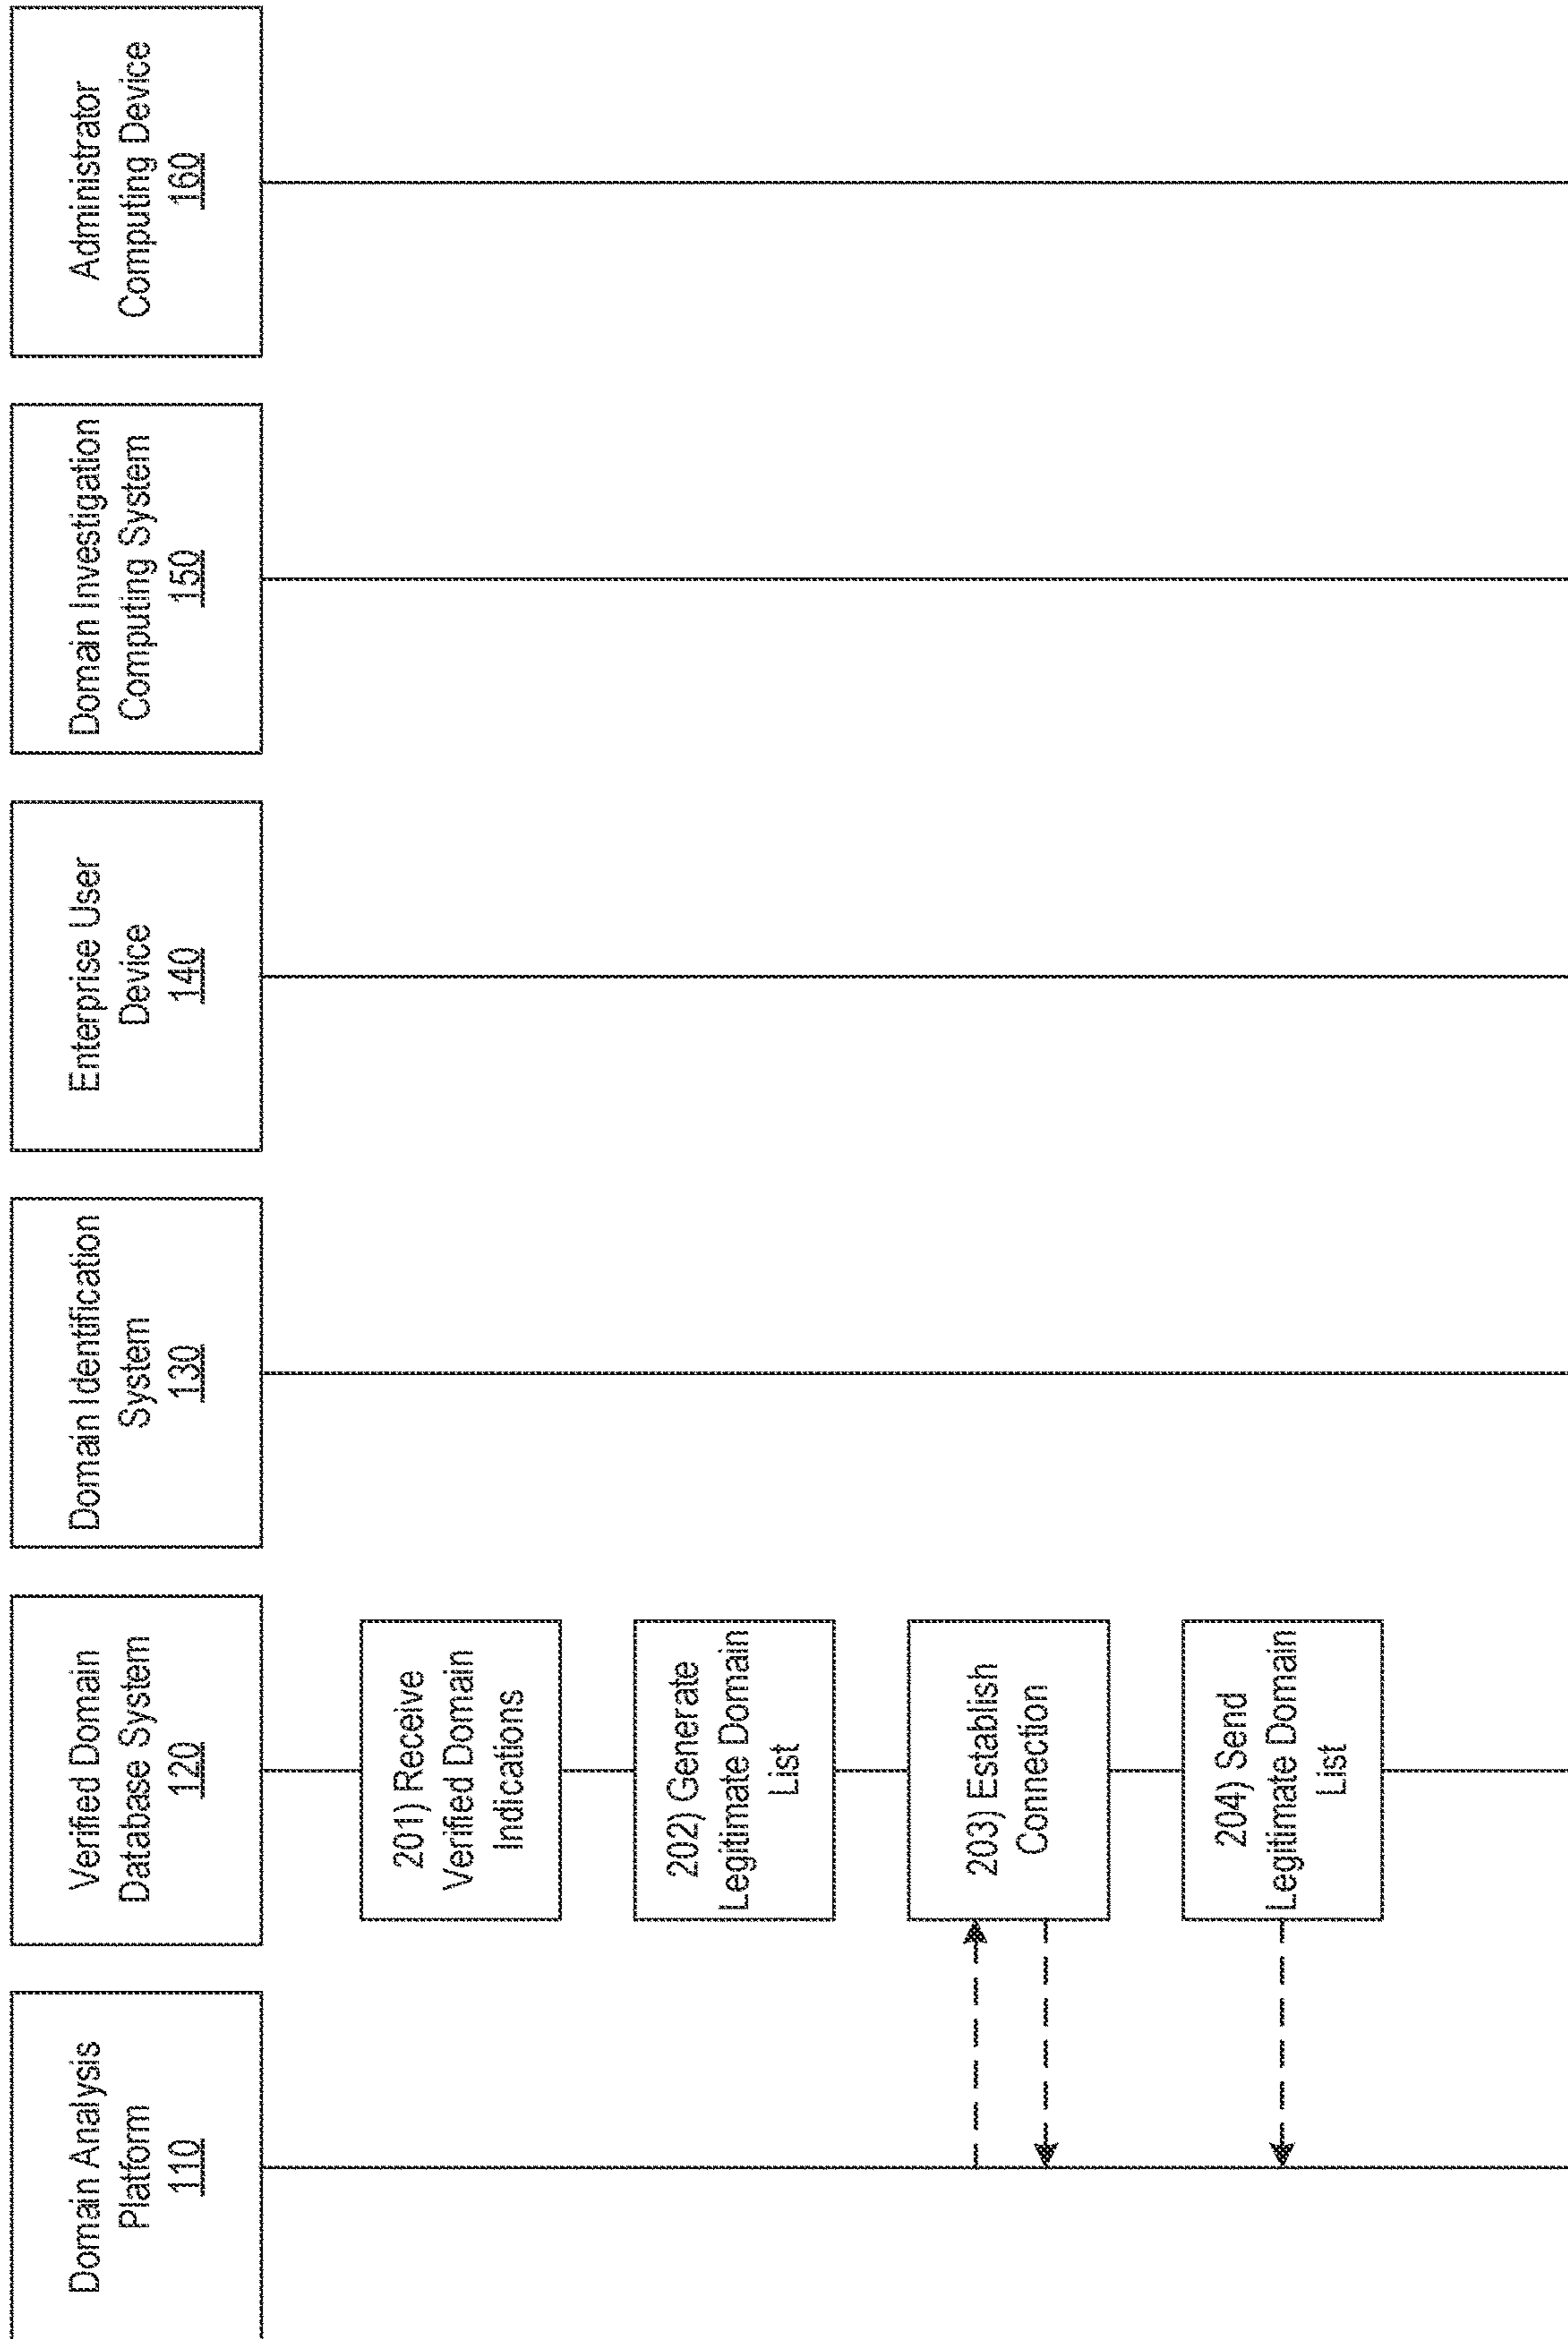 Domain Analysis
Platform
110
Verified Domain
Database System
120
Domain Identification
System
130
Enterprise User
Device
140
Domain Investigation
Computing System
150
Administrator
Computing Device
160
201) Receive
Verified Domain
Indications
202) Generate
Legitimate Domain
List
203) Establish
Connection
204) Send
Legitimate Domain
List